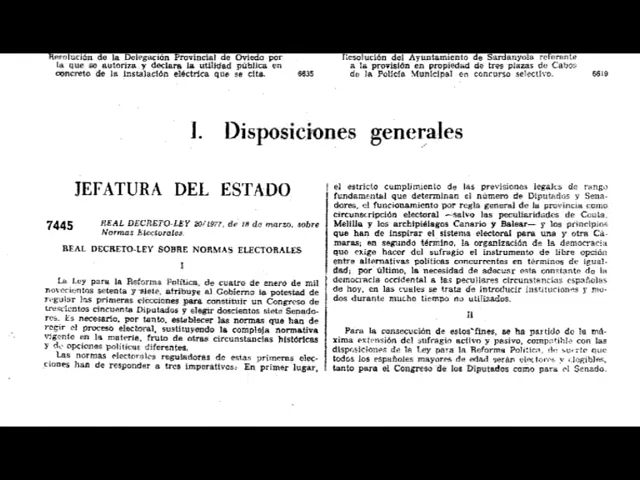 Resolución de la Delegación Provincial de Oviedo por
la que se autoriza y declara la utilidad pública en
concreto de la instalación eléctrica que se cita. 6635
Resolución del Ayuntamiento de Sardanyola referente
a la provisión en propiedad de tres plazas de Cabos
de la Policía Municipal en concurso selectivo. 6619
I. Disposiciones generales
JEFATURA DEL ESTADO
7445 REAL DECRETO-LEY 20/1977, de 18 de marzo, sobre
Normas Electorales.
REAL DECRETO-LEY SOBRE NORMAS ELECTORALES
I
La Ley para la Reforma Política, de cuatro de enero de mil
novecientos setenta y siete, atribuye al Gobierno la potestad de
regular las primeras elecciones para constituir un Congreso de
trescientos cincuenta Diputados y elegir doscientos siete Senado-
res. Es necesario, por tanto, establecer las normas que han de
regir el proceso electoral, sustituyendo la compleja normativa
vigente en la materia, fruto de otras circunstancias históricas
y de opciones políticas diferentes.
Las normas electorales reguladoras de estas primeras elec-
ciones han de responder a tres imperativos: En primer lugar,
el estricto cumplimiento de las previsiones legales de rango
fundamental que determinan el número de Diputados y Sena-
dores, el funcionamiento por regla general de la provincia como
circunscripción electoral —salvo las peculiaridades de Ceuta,
Melilla y los archipiélagos Canario y Balear— y los principios
que han de inspirar el sistema electoral para una y otra Cá-
maras; en segundo término, la organización de la democracia
que exige hacer del sufragio el instrumento de libre opción
entre alternativas políticas concurrentes en términos de igual-
dad; por último, la necesidad de adecuar esta constante de la
democracia occidental a las peculiares circunstancias españolas
de hoy, en las cuales se trata de introducir instituciones y mo-
dos durante mucho tiempo no utilizados.
II
Para la consecución de estos fines, se ha partido de la má-
xima extensión del sufragio activo y pasivo, compatible con las
disposiciones de la Ley para la Reforma Política, de suerte que
todos los españoles mayores de edad serán electores y elegibles,
tanto para el Congreso de los Diputados como para el Senado.